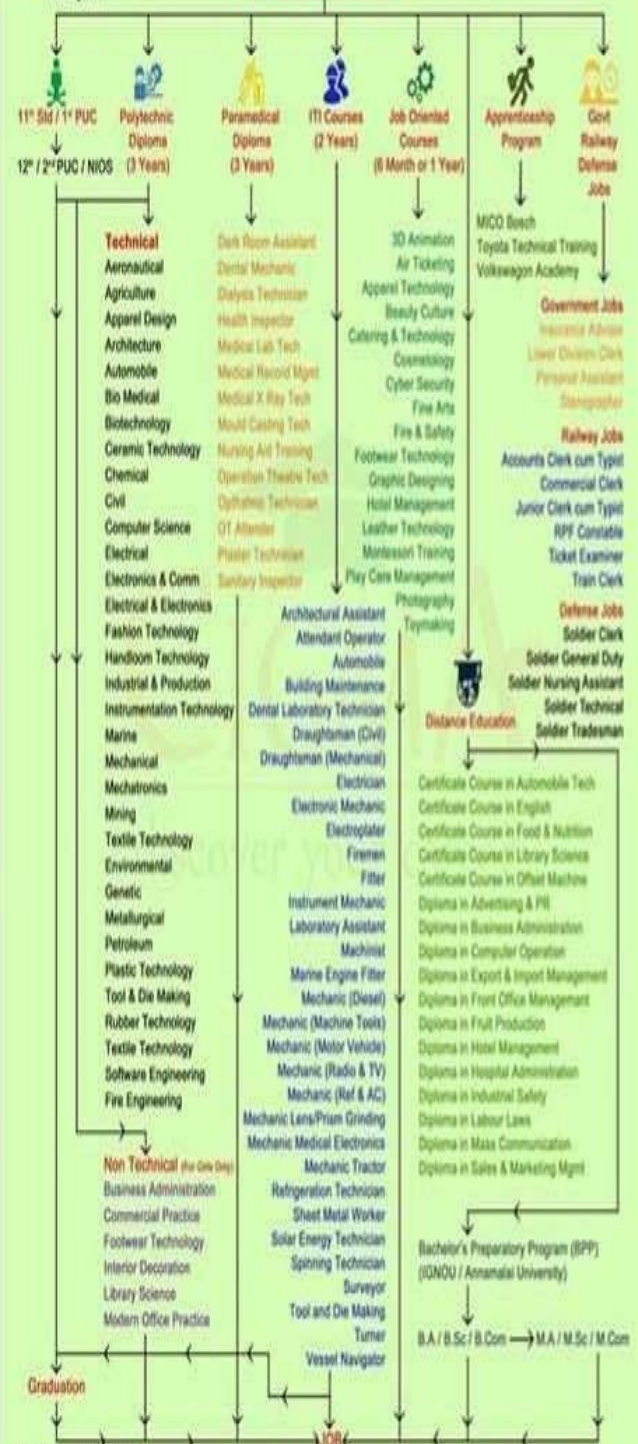 11th Std / 1st PUC
12th / 2nd PUC / NIOS
Polytechnic
Diploma
(3 Years)
Paramedical
Diploma
(3 Years)
ITI Courses
(2 Years)
Job Oriented
Courses
(6 Month or 1 Year)
Apprenticeship
Program
Govt
Railway
Defense
Jobs
Technical
Aeronautical
Agriculture
Apparel Design
Architecture
Automobile
Bio Medical
Biotechnology
Ceramic Technology
Chemical
Civil
Computer Science
Electrical
Electronics & Comm
Electrical & Electronics
Fashion Technology
Handloom Technology
Industrial & Production
Instrumentation Technology
Marine
Mechanical
Mechatronics
Mining
Textile Technology
Environmental
Genetic
Metallurgical
Petroleum
Plastic Technology
Tool & Die Making
Rubber Technology
Textile Technology
Software Engineering
Fire Engineering
Non Technical (For Girls Only)
Business Administration
Commercial Practice
Footwear Technology
Interior Decoration
Library Science
Modern Office Practice
Dark Room Assistant
Dental Mechanic
Dialysis Technician
Health Inspector
Medical Lab Tech
Medical Record Mgmt
Medical X Ray Tech
Mould Casting Tech
Nursing Aid Training
Operation Theatre Tech
Opthalmic Technician
OT Attender
Plaster Technician
Sanitary Inspector
Architectural Assistant
Attendant Operator
Automobile
Building Maintenance
Dental Laboratory Technician
Draughtsman (Civil)
Draughtsman (Mechanical)
Electrician
Electronic Mechanic
Electroplater
Firemen
Fitter
Instrument Mechanic
Laboratory Assistant
Machinist
Marine Engine Fitter
Mechanic (Diesel)
Mechanic (Machine Tools)
Mechanic (Motor Vehicle)
Mechanic (Radio & TV)
Mechanic (Ref & AC)
Mechanic Lens/Prism Grinding
Mechanic Medical Electronics
Mechanic Tractor
Refrigeration Technician
Sheet Metal Worker
Solar Energy Technician
Spinning Technician
Surveyor
Tool and Die Making
Turner
Vessel Navigator
3D Animation
Air Ticketing
Apparel Technology
Beauty Culture
Catering & Technology
Cosmetology
Cyber Security
Fine Arts
Fire & Safety
Footwear Technology
Graphic Designing
Hotel Management
Leather Technology
Montessori Training
Play Care Management
Photography
Toymaking
MICO Bosch
Toyota Technical Training
Volkswagon Academy
Government Jobs
Insurance Advisor
Lower Division Clerk
Personal Assistant
Stenographer
Railway Jobs
Accounts Clerk cum Typist
Commercial Clerk
Junior Clerk cum Typist
RPF Constable
Ticket Examiner
Train Clerk
Defense Jobs
Soldier Clerk
Soldier General Duty
Soldier Nursing Assistant
Soldier Technical
Soldier Tradesman
Distance Education
Certificate Course in Automobile Tech
Certificate Course in English
Certificate Course in Food & Nutrition
Certificate Course in Library Science
Certificate Course in Offset Machine
Diploma in Advertising & PR
Diploma in Business Administration
Diploma in Computer Operation
Diploma in Export & Import Management
Diploma in Front Office Management
Diploma in Fruit Production
Diploma in Hotel Management
Diploma in Hospital Administration
Diploma in Industrial Safety
Diploma in Labour Laws
Diploma in Mass Communication
Diploma in Sales & Marketing Mgmt
Bachelor's Preparatory Program (BPP)
(IGNOU / Annamalai University)
B.A / B.Sc / B.Com
M.A / M.Sc / M.Com
Graduation
JOB